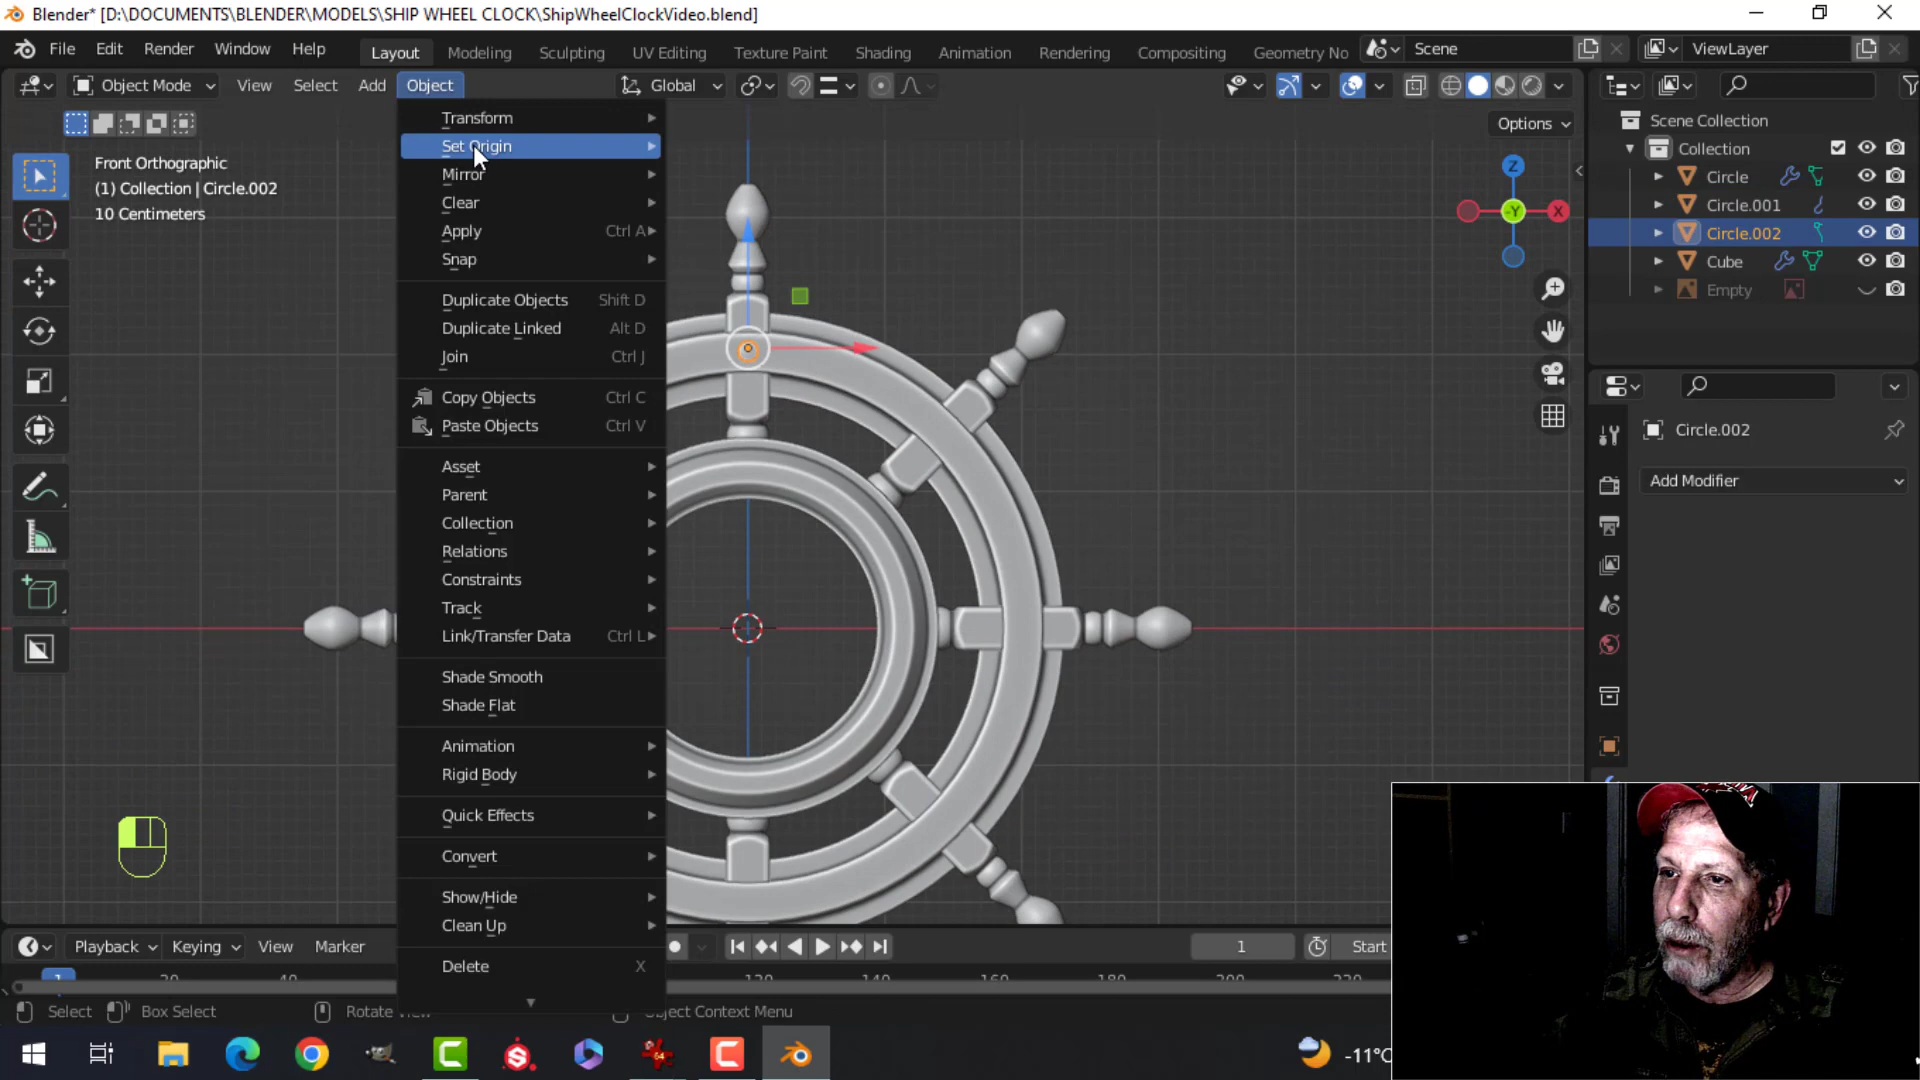 Blender* [D:\DOCUMENTS\BLENDER\MODELS\SHIP WHEEL CLOCK\ShipWheelClockVideo.blend]
File Edit Render Window Help Layout Modeling Sculpting UV Editing Texture Paint Shading Animation Rendering Compositing Geometry No Scene ViewLayer
Object Mode View Select Add Object Global
Options
Front Orthographic
(1) Collection | Circle.002
10 Centimeters
Transform
Set Origin
Mirror
Clear
Apply Ctrl A
Snap
Duplicate Objects Shift D
Duplicate Linked Alt D
Join Ctrl J
Copy Objects Ctrl C
Paste Objects Ctrl V
Asset
Parent
Collection
Relations
Constraints
Track
Link/Transfer Data Ctrl L
Shade Smooth
Shade Flat
Animation
Rigid Body
Quick Effects
Convert
Show/Hide
Clean Up
Delete X
Z
-Y
X
Scene Collection
Collection
Circle
Circle.001
Circle.002
Cube
Empty
Circle.002
Add Modifier
Playback Keying View Marker 1 Start
1
Select Box Select Rotate View Object Context Menu
-11°C